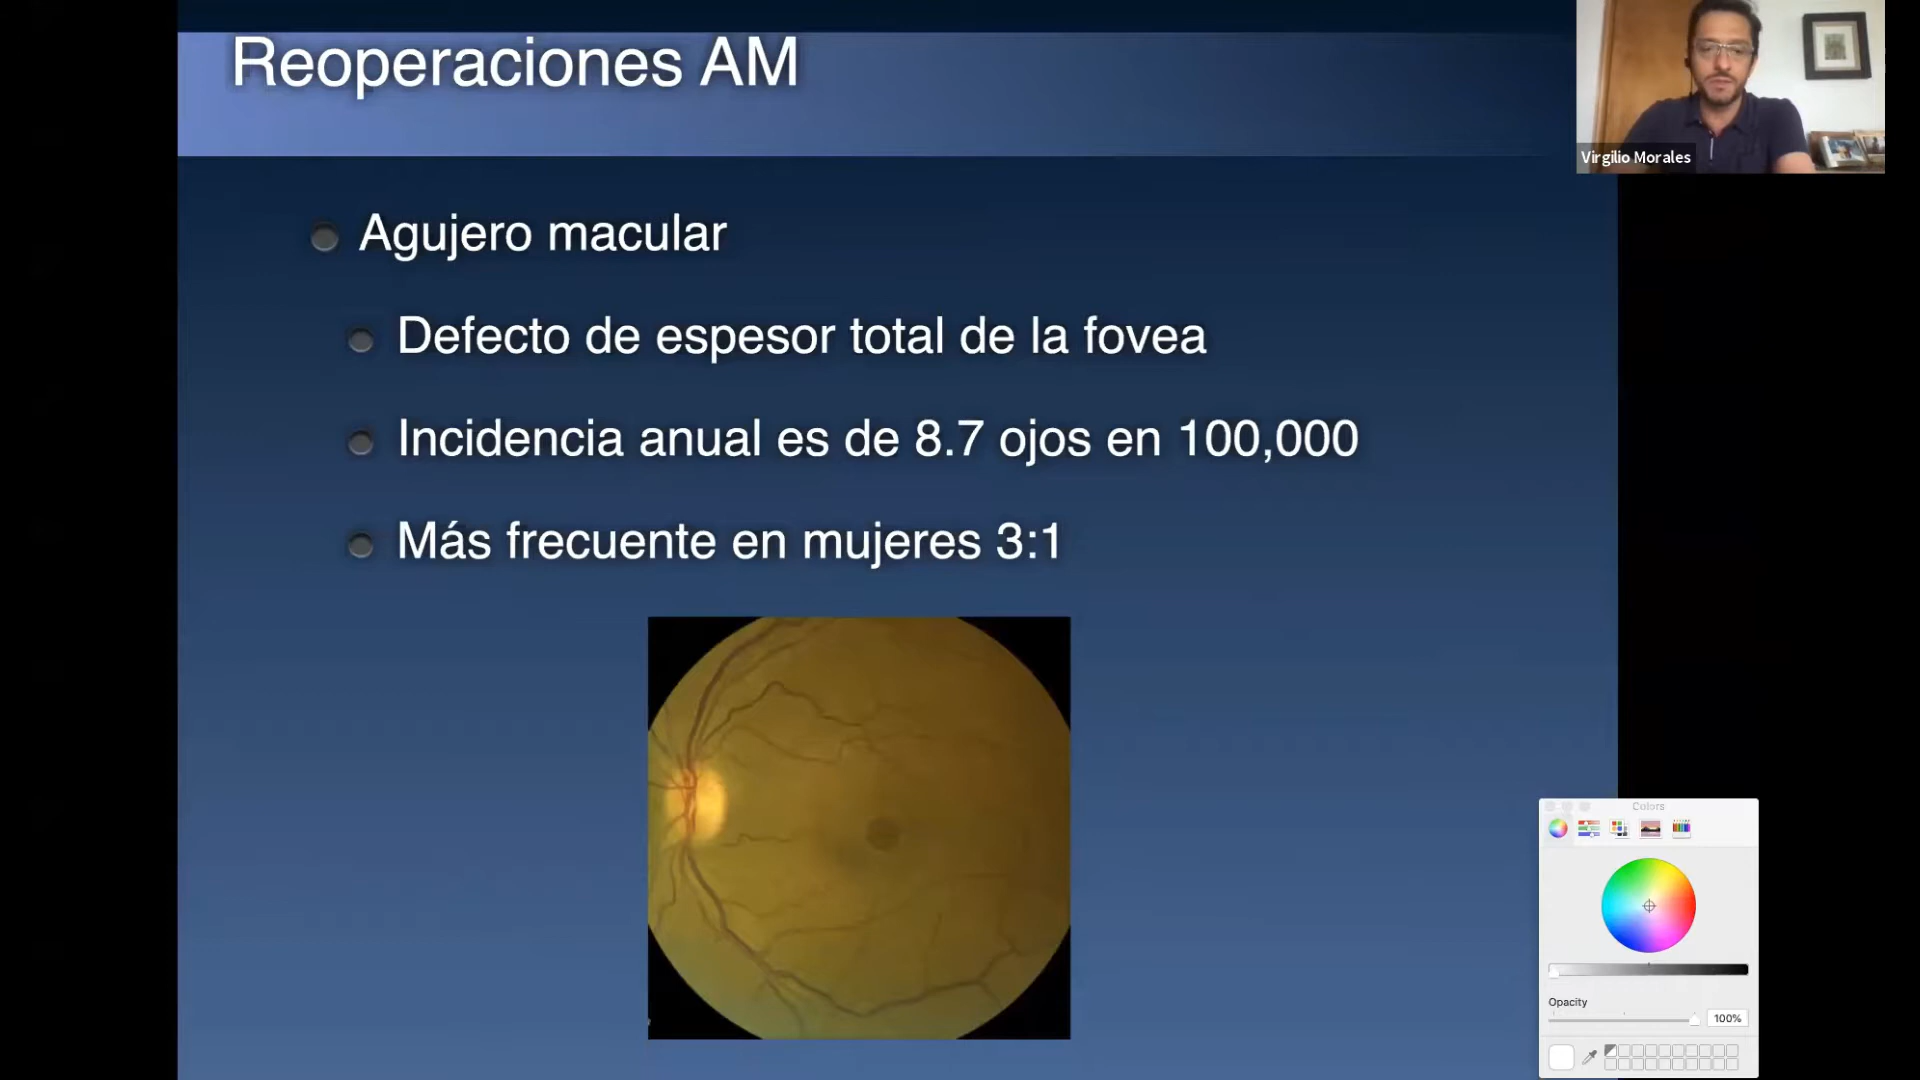 Reoperaciones AM
Virgilio Morales
Agujero macular
Defecto de espesor total de la fovea
Incidencia anual es de 8.7 ojos en 100,000
Más frecuente en mujeres 3:1
Colors
Opacity
100%